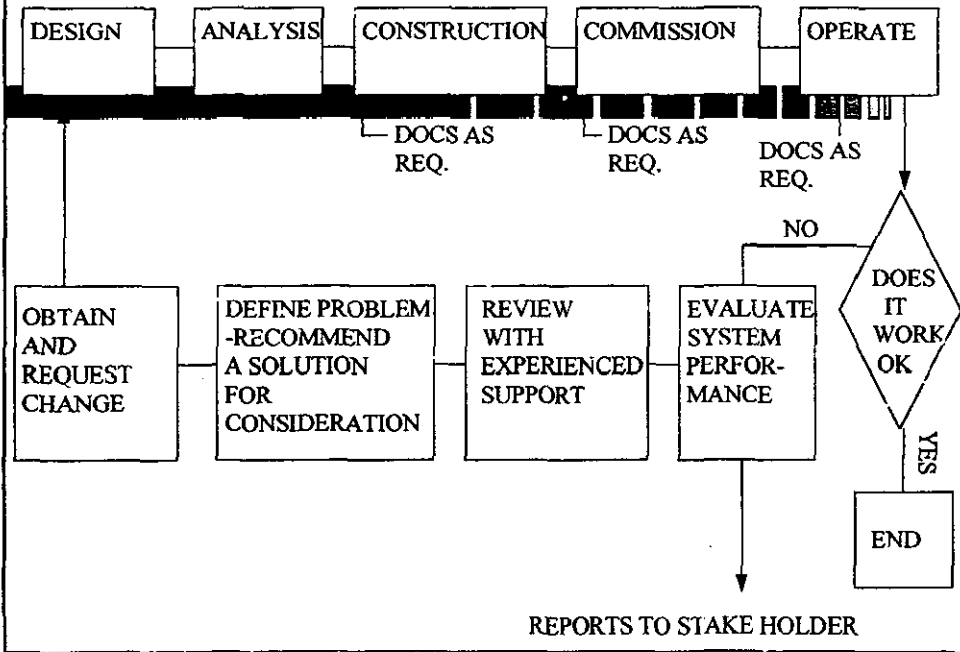 DESIGN
ANALYSIS
CONSTRUCTION
COMMISSION
OPERATE
DOCS AS
REQ.
DOCS AS
REQ.
DOCS AS
REQ.
NO
DOES
IT
WORK
OK
YES
END
OBTAIN
AND
REQUEST
CHANGE
DEFINE PROBLEM
-RECOMMEND
A SOLUTION
FOR
CONSIDERATION
REVIEW
WITH
EXPERIENCED
SUPPORT
EVALUATE
SYSTEM
PERFOR-
MANCE
REPORTS TO STAKE HOLDER